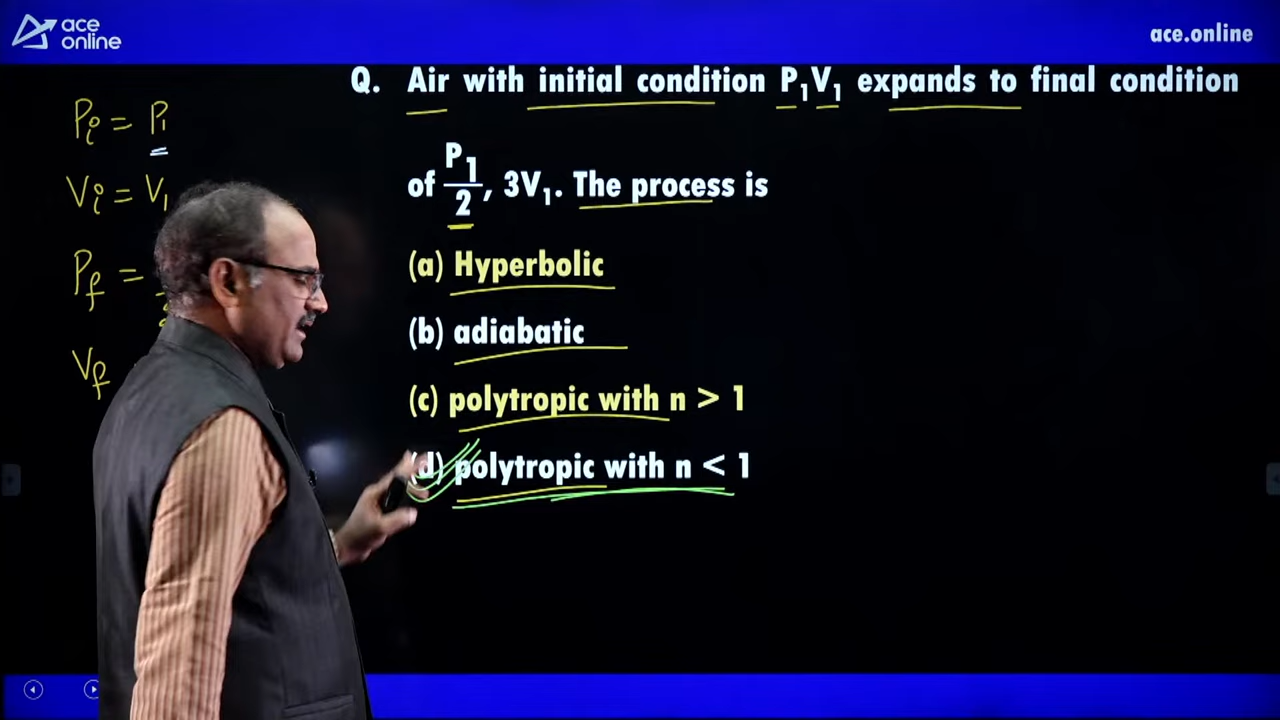 ace
online
ace.online
Q. Air with initial condition P₁V₁ expands to final condition
of P₁/2, 3V₁. The process is
(a) Hyperbolic
(b) adiabatic
(c) polytropic with n > 1
(d) polytropic with n < 1
Pi = P₁
Vi = V₁
Pf =
Vf